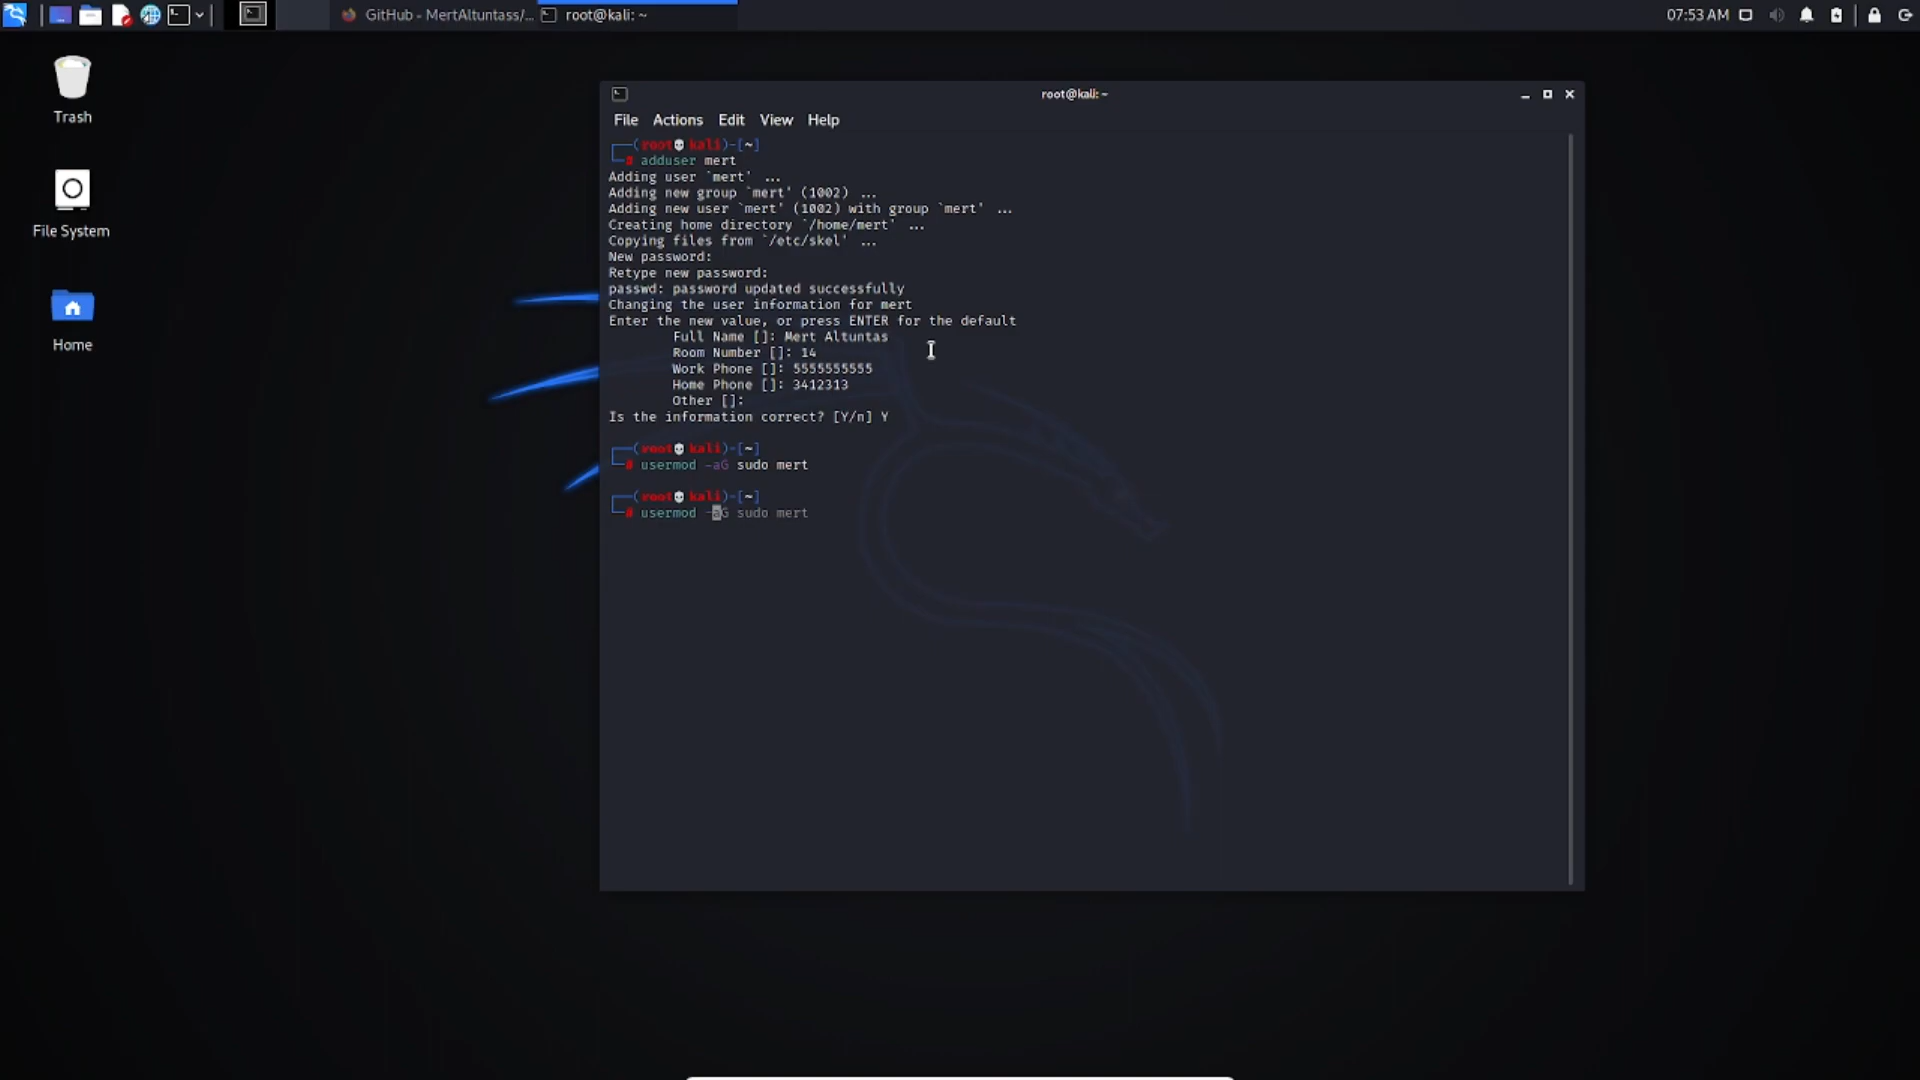 GitHub - MertAltuntass/...
root@kali: ~
07:53 AM
Trash
File System
Home
root@kali: ~
File Actions Edit View Help
┌──(root💀kali)-[~]
└─# adduser mert
Adding user `mert' ...
Adding new group `mert' (1002) ...
Adding new user `mert' (1002) with group `mert' ...
Creating home directory `/home/mert' ...
Copying files from `/etc/skel' ...
New password:
Retype new password:
passwd: password updated successfully
Changing the user information for mert
Enter the new value, or press ENTER for the default
Full Name []: Mert Altuntas
Room Number []: 14
Work Phone []: 5555555555
Home Phone []: 3412313
Other []:
Is the information correct? [Y/n] Y
┌──(root💀kali)-[~]
└─# usermod -aG sudo mert
┌──(root💀kali)-[~]
└─# usermod -aG sudo mert